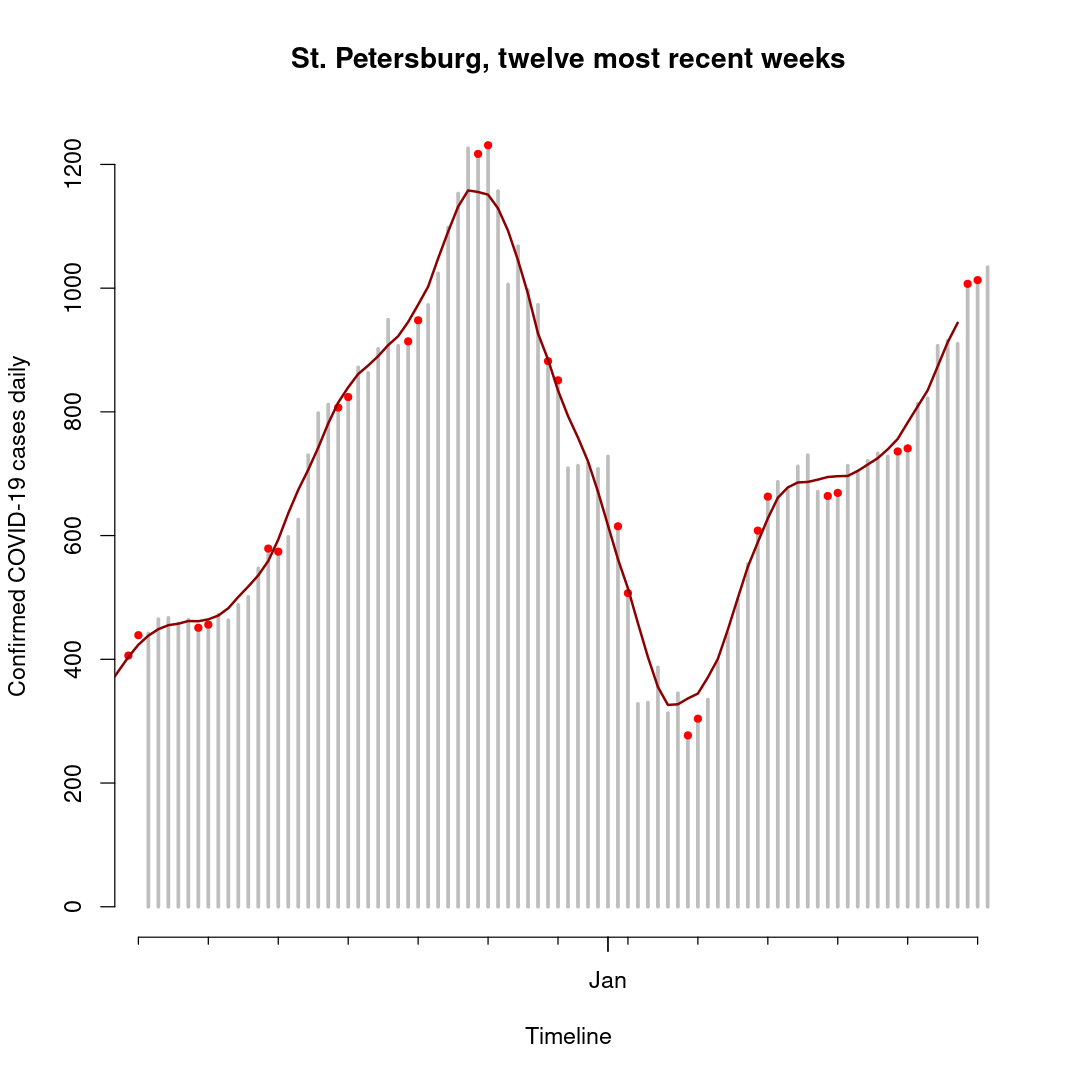 St. Petersburg, twelve most recent weeks
Confirmed COVID-19 cases daily
1200
1000
800
600
400
200
0
Jan
Timeline